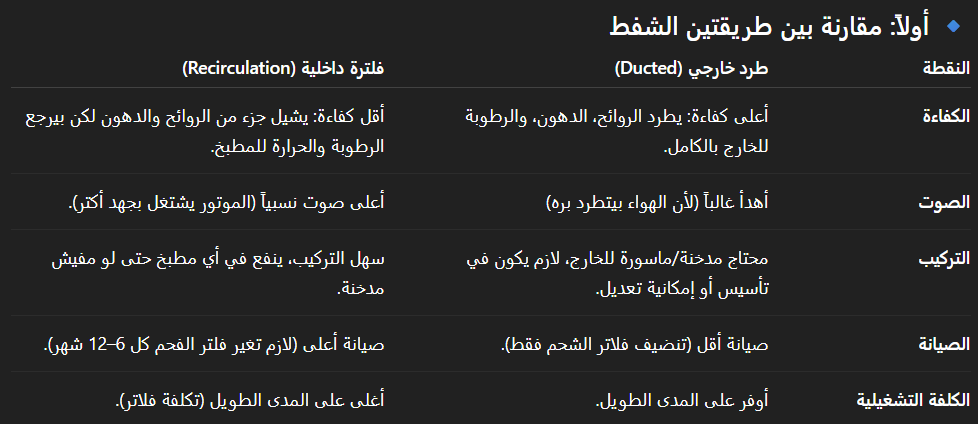 أولاً: مقارنة بين طريقتين الشفط
النقطة	طرد خارجي (Ducted)	فلترة داخلية (Recirculation)
الكفاءة	أعلى كفاءة: يطرد الروائح، الدهون، والرطوبة	أقل كفاءة: يشيل جزء من الروائح والدهون لكن بيرجع
للخارج بالكامل.	الرطوبة والحرارة للمطبخ.
الصوت	أهدأ غالباً (لأن الهواء بيتطرد بره)	أعلى صوت نسبياً (الموتور يشتغل بجهد أكتر).
التركيب	محتاج مدخنة/ماسورة للخارج، لازم يكون في	سهل التركيب، ينفع في أي مطبخ حتى لو مفيش
تأسيس أو إمكانية تعديل.	مدخنة.
الصيانة	صيانة أقل (تنضيف فلاتر الشحم فقط).	صيانة أعلى (لازم تغير فلتر الفحم كل 6–12 شهر).
الكلفة التشغيلية	أوفر على المدى الطويل.	أغلى على المدى الطويل (تكلفة فلاتر).